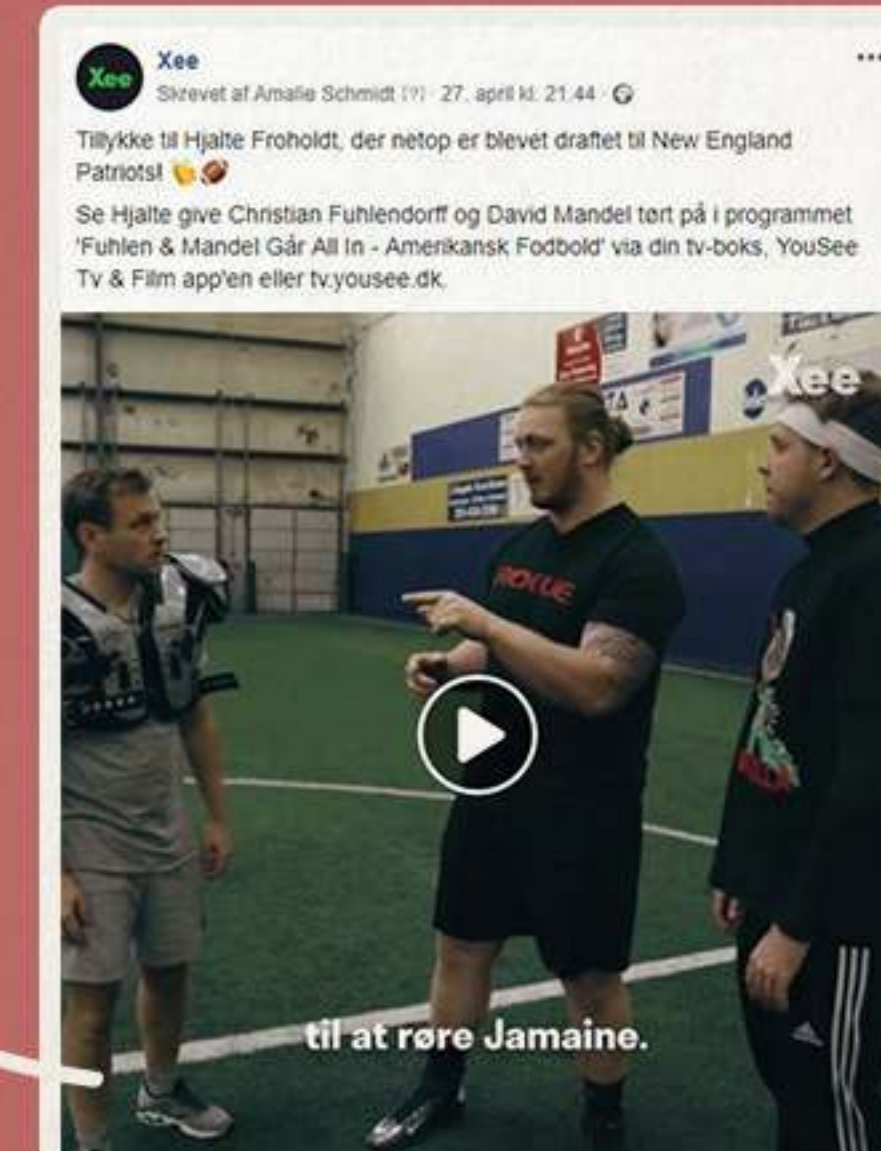 Xee
Xee
Skrevet af Amalie Schmidt [?] · 27. april kl. 21.44 ·
Tillykke til Hjalte Froholdt, der netop er blevet draftet til New England
Patriots! 👏🏈
Se Hjalte give Christian Fuhlendorff og David Mandel tørt på i programmet
'Fuhlen & Mandel Går All In - Amerikansk Fodbold' via din tv-boks, YouSee
Tv & Film app'en eller tv.yousee.dk.
Xee
ROGUE
til at røre Jamaine.